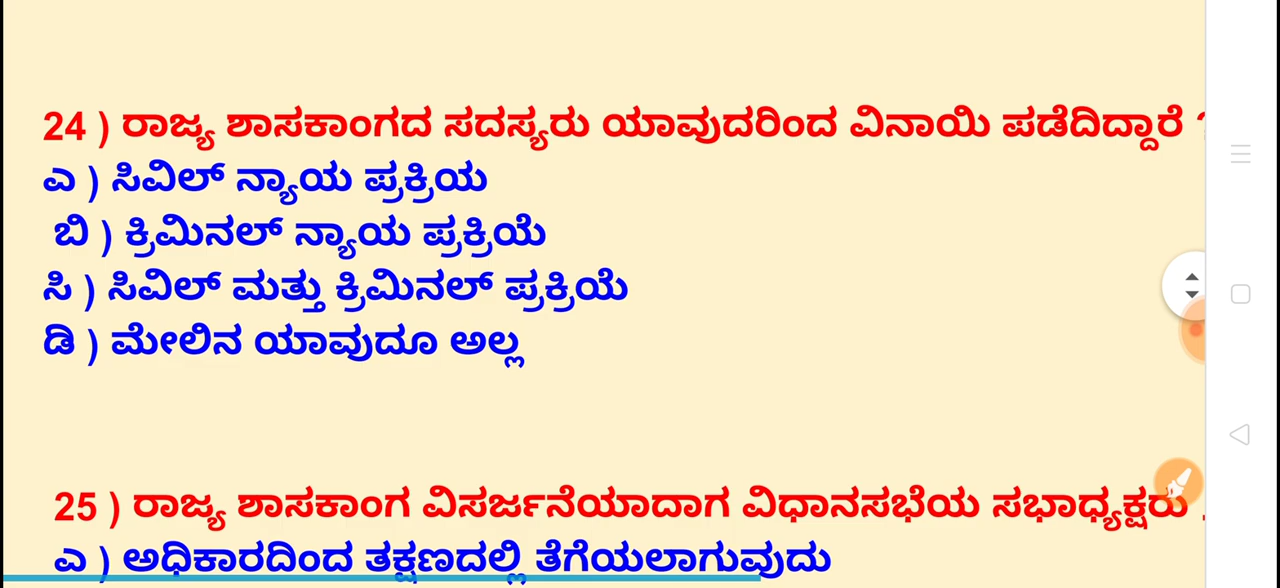 24 ) ರಾಜ್ಯ ಶಾಸಕಾಂಗದ ಸದಸ್ಯರು ಯಾವುದರಿಂದ ವಿನಾಯಿ ಪಡೆದಿದ್ದಾರೆ ?
ಎ ) ಸಿವಿಲ್ ನ್ಯಾಯ ಪ್ರಕ್ರಿಯ
ಬಿ ) ಕ್ರಿಮಿನಲ್ ನ್ಯಾಯ ಪ್ರಕ್ರಿಯೆ
ಸಿ ) ಸಿವಿಲ್ ಮತ್ತು ಕ್ರಿಮಿನಲ್ ಪ್ರಕ್ರಿಯೆ
ಡಿ ) ಮೇಲಿನ ಯಾವುದೂ ಅಲ್ಲ
25 ) ರಾಜ್ಯ ಶಾಸಕಾಂಗ ವಿಸರ್ಜನೆಯಾದಾಗ ವಿಧಾನಸಭೆಯ ಸಭಾಧ್ಯಕ್ಷರು
ಎ ) ಅಧಿಕಾರದಿಂದ ತಕ್ಷಣದಲ್ಲಿ ತೆಗೆಯಲಾಗುವುದು